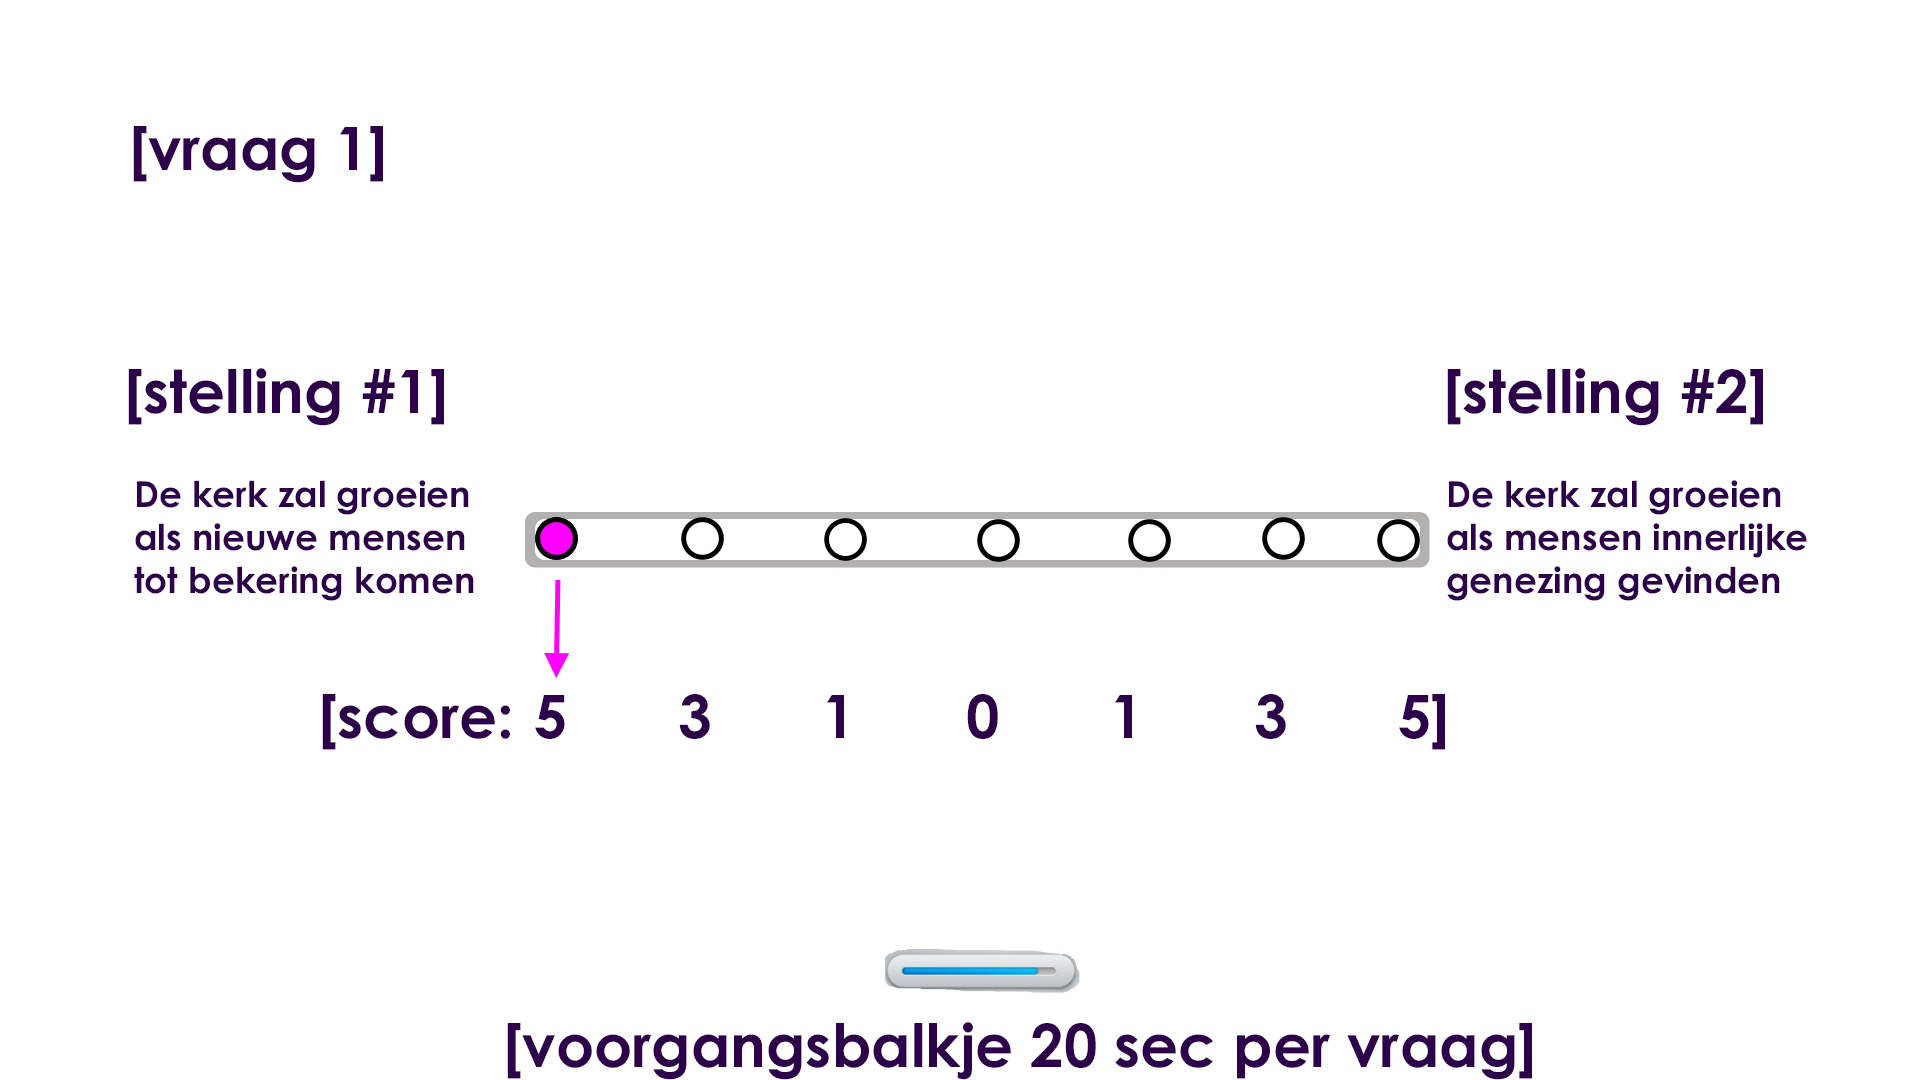 [vraag 1]
[stelling #1]
De kerk zal groeien
als nieuwe mensen
tot bekering komen
[stelling #2]
De kerk zal groeien
als mensen innerlijke
genezing gevinden
[score: 5 3 1 0 1 3 5]
[voorgangsbalkje 20 sec per vraag]